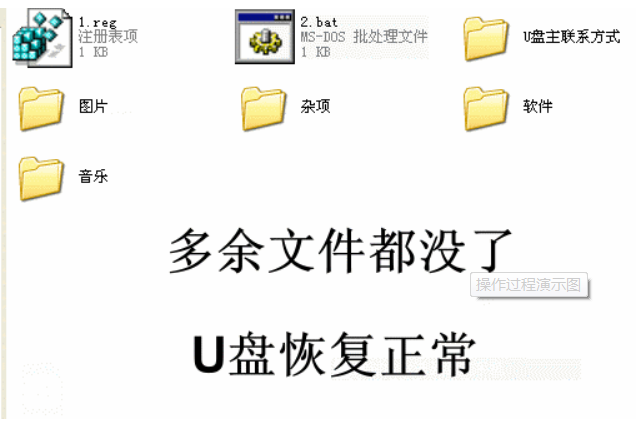 1.reg
注册表项
1 KB
2.bat
MS-DOS 批处理文件
1 KB
U盘主联系方式
图片
杂项
软件
音乐
多余文件都没了
操作过程演示图
U盘恢复正常